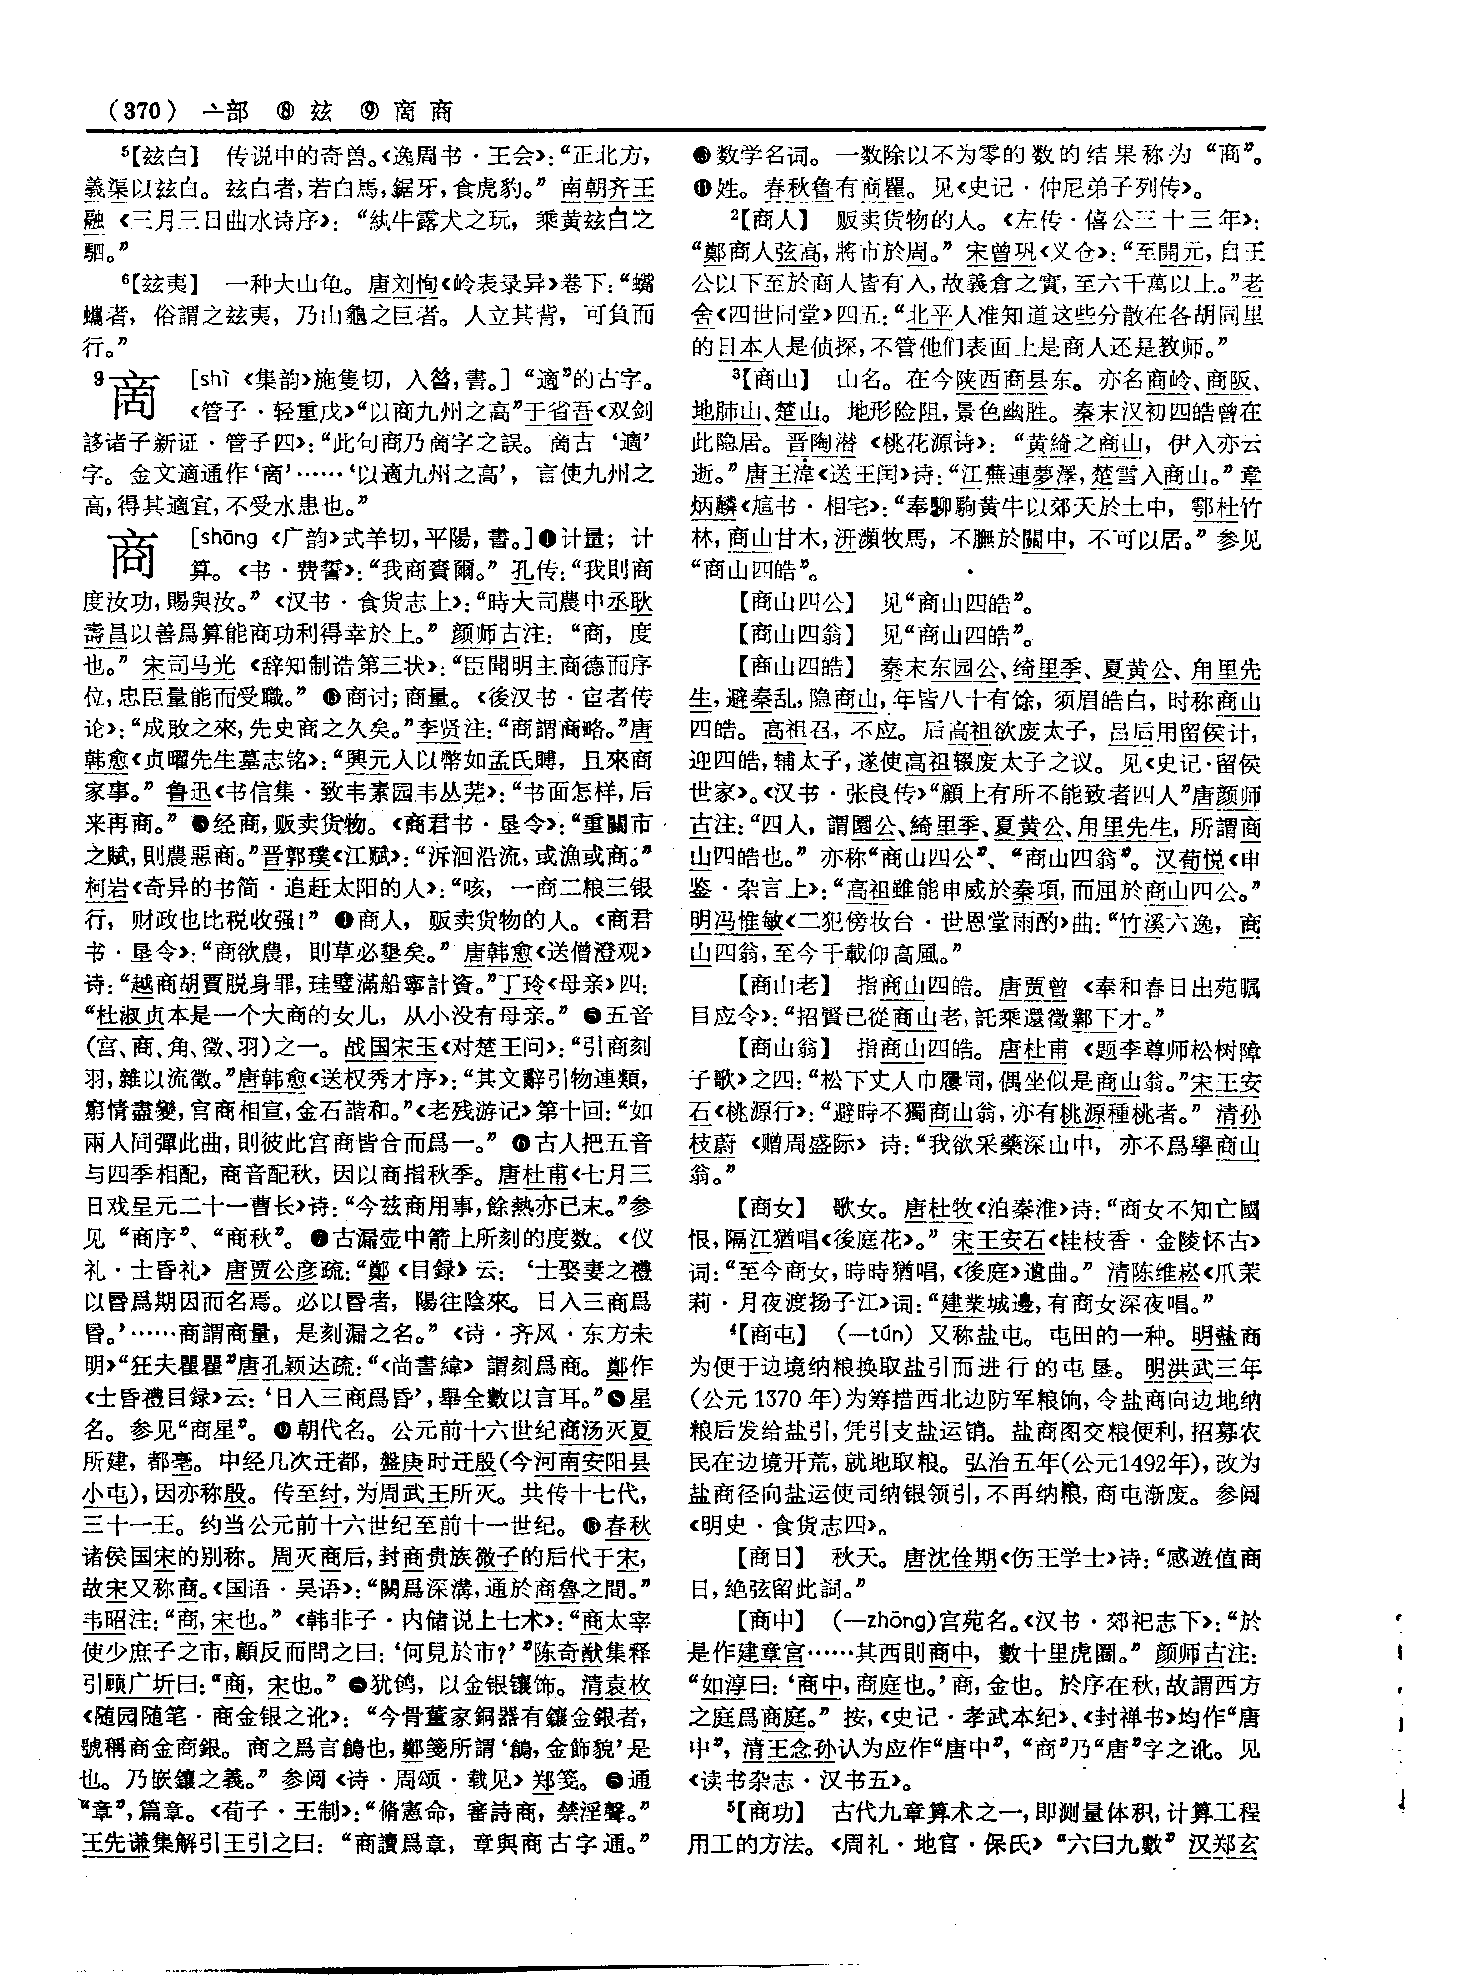 （370） 亠部 ⑧ 兹 ⑨ 啇 商
⁵【兹白】 传说中的奇兽。《逸周书·王会》：“正北方，
義渠以兹白。兹白者，若白馬，鋸牙，食虎豹。” 南朝齐王
融《三月三日曲水诗序》：“紈牛露犬之玩，乘黄兹白之
駟。”
⁶【兹夷】 一种大山龟。唐刘恂《岭表录异》卷下：“蠵
蠵者，俗謂之兹夷，乃山龜之巨者。人立其背，可負而
行。”
⁹啇 [shì 《集韵》施隻切，入昔，書。] “適”的古字。
《管子·轻重戊》“以商九州之高”于省吾《双剑
誃诸子新证·管子四》：“此句商乃啇字之誤。啇古‘適’
字。金文適通作‘啇’……‘以適九州之高’，言使九州之
高，得其適宜，不受水患也。”
商 [shāng 《广韵》式羊切，平陽，書。]❶计量；计
算。《书·费誓》：“我商賚爾。” 孔传：“我則商
度汝功，賜與汝。”《汉书·食货志上》：“時大司農中丞耿
壽昌以善爲算能商功利得幸於上。” 颜师古注：“商，度
也。” 宋司马光《辞知制诰第三状》：“臣聞明主商德而序
位，忠臣量能而受職。” ❷商讨；商量。《後汉书·宦者传
论》：“成敗之來，先史商之久矣。”李贤注：“商謂商略。”唐
韩愈《贞曜先生墓志铭》：“興元人以幣如孟氏賻，且來商
家事。” 鲁迅《书信集·致韦素园韦丛芜》：“书面怎样，后
来再商。” ❸经商，贩卖货物。《商君书·垦令》：“重關市
之賦，則農惡商。”晋郭璞《江赋》：“泝洄沿流，或漁或商。”
柯岩《奇异的书简·追赶太阳的人》：“咳，一商二粮三银
行，财政也比税收强！” ❹商人，贩卖货物的人。《商君
书·垦令》：“商欲農，則草必墾矣。” 唐韩愈《送僧澄观》
诗：“越商胡賈脱身罪，珪璧滿船寧計資。”丁玲《母亲》四：
“杜淑贞本是一个大商的女儿，从小没有母亲。” ❺五音
（宫、商、角、徵、羽）之一。战国宋玉《对楚王问》：“引商刻
羽，雜以流徵。”唐韩愈《送权秀才序》：“其文辭引物連類，
窮情盡變，宫商相宣，金石諧和。”《老残游记》第十回：“如
兩人同彈此曲，則彼此宫商皆合而爲一。” ❻古人把五音
与四季相配，商音配秋，因以商指秋季。唐杜甫《七月三
日戏呈元二十一曹长》诗：“今兹商用事，餘熱亦已末。”参
见“商序”、“商秋”。❼古漏壶中箭上所刻的度数。《仪
礼·士昏礼》唐贾公彦疏：“鄭《目録》云：‘士娶妻之禮
以昏爲期因而名焉。必以昏者，陽往陰來。日入三商爲
昏。’……商謂商量，是刻漏之名。”《诗·齐风·东方未
明》“狂夫瞿瞿”唐孔颖达疏：“《尚書緯》謂刻爲商。鄭作
《士昏禮目録》云：‘日入三商爲昏’，舉全數以言耳。”❽星
名。参见“商星”。❾朝代名。公元前十六世纪商汤灭夏
所建，都亳。中经几次迁都，盤庚时迁殷（今河南安阳县
小屯），因亦称殷。传至纣，为周武王所灭。共传十七代，
三十一王。约当公元前十六世纪至前十一世纪。❿春秋
诸侯国宋的别称。周灭商后，封商贵族微子的后代于宋，
故宋又称商。《国语·吴语》：“闕爲深溝，通於商魯之間。”
韦昭注：“商，宋也。”《韩非子·内储说上七术》：“商太宰
使少庶子之市，顧反而問之曰：‘何見於市？’”陈奇猷集释
引顾广圻曰：“商，宋也。” ⓫犹鸧，以金银镶饰。清袁枚
《随园随笔·商金银之讹》：“今骨董家銅器有鑲金銀者，
號稱商金商銀。商之爲言鶬也，鄭箋所謂‘鶬，金飾貌’是
也。乃嵌鑲之義。” 参阅《诗·周颂·载见》郑笺。⓬通
“章”，篇章。《荀子·王制》：“脩憲命，審詩商，禁淫聲。”
王先谦集解引王引之曰：“商讀爲章，章與商古字通。”
⓭数学名词。一数除以不为零的数的结果称为“商”。
⓮姓。春秋鲁有商瞿。见《史记·仲尼弟子列传》。
²【商人】 贩卖货物的人。《左传·僖公三十三年》：
“鄭商人弦高，將市於周。” 宋曾巩《义仓》：“至開元，自王
公以下至於商人皆有入，故義倉之實，至六千萬以上。”老
舍《四世同堂》四五：“北平人准知道这些分散在各胡同里
的日本人是侦探，不管他们表面上是商人还是教师。”
³【商山】 山名。在今陕西商县东。亦名商岭、商阪、
地肺山、楚山。地形险阻，景色幽胜。秦末汉初四皓曾在
此隐居。晋陶潜《桃花源诗》：“黄綺之商山，伊人亦云
逝。”唐王湋《送王闰》诗：“江蕪連夢澤，楚雪入商山。”章
炳麟《訄书·相宅》：“奉騂駒黄牛以郊天於土中，鄠杜竹
林，商山甘木，汧瀕牧馬，不膴於關中，不可以居。”参见
“商山四皓”。
【商山四公】 见“商山四皓”。
【商山四翁】 见“商山四皓”。
【商山四皓】 秦末东园公、绮里季、夏黄公、甪里先
生，避秦乱，隐商山，年皆八十有馀，须眉皓白，时称商山
四皓。高祖召，不应。后高祖欲废太子，吕后用留侯计，
迎四皓，辅太子，遂使高祖辍废太子之议。见《史记·留侯
世家》。《汉书·张良传》“顧上有所不能致者四人”唐颜师
古注：“四人，謂園公、綺里季、夏黄公、甪里先生，所謂商
山四皓也。” 亦称“商山四公”、“商山四翁”。汉荀悦《申
鉴·杂言上》：“高祖雖能申威於秦項，而屈於商山四公。”
明冯惟敏《二犯傍妆台·世恩堂雨酌》曲：“竹溪六逸，商
山四翁，至今千載仰高風。”
【商山老】 指商山四皓。唐贾曾《奉和春日出苑瞩
目应令》：“招賢已從商山老，託乘還徵鄴下才。”
【商山翁】 指商山四皓。唐杜甫《题李尊师松树障
子歌》之四：“松下丈人巾屨同，偶坐似是商山翁。”宋王安
石《桃源行》：“避時不獨商山翁，亦有桃源種桃者。” 清孙
枝蔚《赠周盛际》诗：“我欲采藥深山中，亦不爲學商山
翁。”
【商女】 歌女。唐杜牧《泊秦淮》诗：“商女不知亡國
恨，隔江猶唱《後庭花》。” 宋王安石《桂枝香·金陵怀古》
词：“至今商女，時時猶唱，《後庭》遺曲。” 清陈维崧《爪茉
莉·月夜渡扬子江》词：“建業城邊，有商女深夜唱。”
⁴【商屯】 （—tún）又称盐屯。屯田的一种。明盐商
为便于边境纳粮换取盐引而进行的屯垦。明洪武三年
（公元1370年）为筹措西北边防军粮饷，令盐商向边地纳
粮后发给盐引，凭引支盐运销。盐商图交粮便利，招募农
民在边境开荒，就地取粮。弘治五年（公元1492年），改为
盐商径向盐运使司纳银领引，不再纳粮，商屯渐废。参阅
《明史·食货志四》。
【商日】 秋天。唐沈佺期《伤王学士》诗：“感遊值商
日，絶弦留此詞。”
【商中】 （—zhōng）宫苑名。《汉书·郊祀志下》：“於
是作建章宫……其西則商中，數十里虎圈。” 颜师古注：
“如淳曰：‘商中，商庭也。’商，金也。於序在秋，故謂西方
之庭爲商庭。” 按，《史记·孝武本纪》、《封禅书》均作“唐
中”，清王念孙认为应作“唐中”，“商”乃“唐”字之讹。见
《读书杂志·汉书五》。
⁵【商功】 古代九章算术之一，即测量体积，计算工程
用工的方法。《周礼·地官·保氏》“六曰九數”汉郑玄